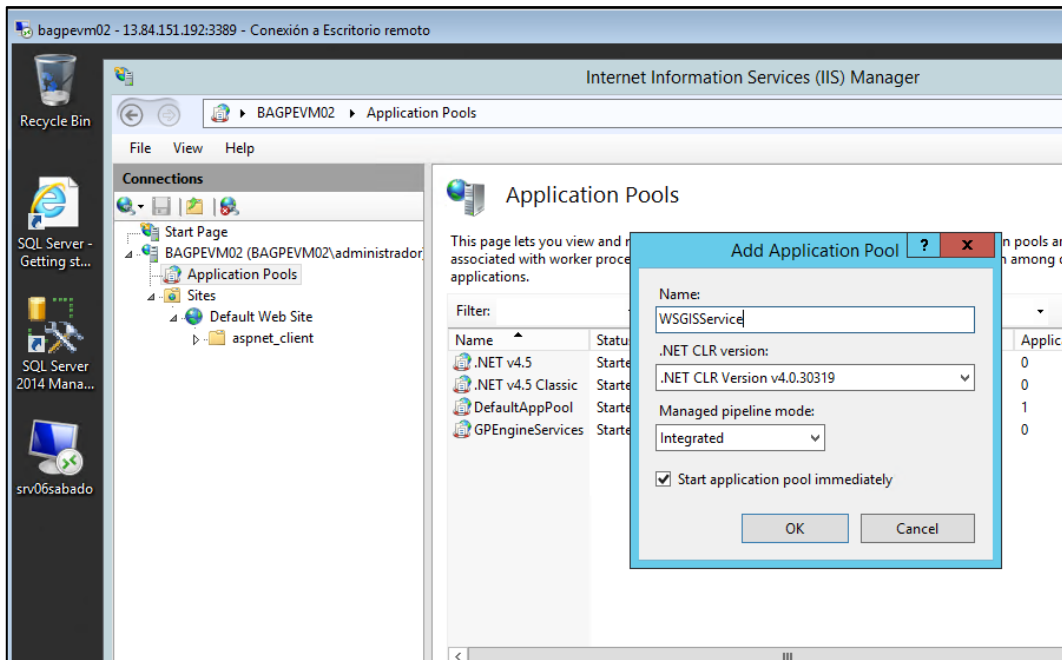 bagpevm02 - 13.84.151.192:3389 - Conexión a Escritorio remoto
Recycle Bin
SQL Server -
Getting st...
SQL Server
2014 Mana...
srv06sabado
Internet Information Services (IIS) Manager
BAGPEVM02 Application Pools
File View Help
Connections
Start Page
BAGPEVM02 (BAGPEVM02\administrador
Application Pools
Sites
Default Web Site
aspnet_client
Application Pools
This page lets you view and
n pools ar
associated with worker proce
among
applications.
Filter:
Name Statu Applic
.NET v4.5 Starte 0
.NET v4.5 Classic Starte 0
DefaultAppPool Starte 1
GPEngineServices Starte 0
Add Application Pool ? x
Name:
WSGISService
.NET CLR version:
.NET CLR Version v4.0.30319
Managed pipeline mode:
Integrated
Start application pool immediately
OK Cancel